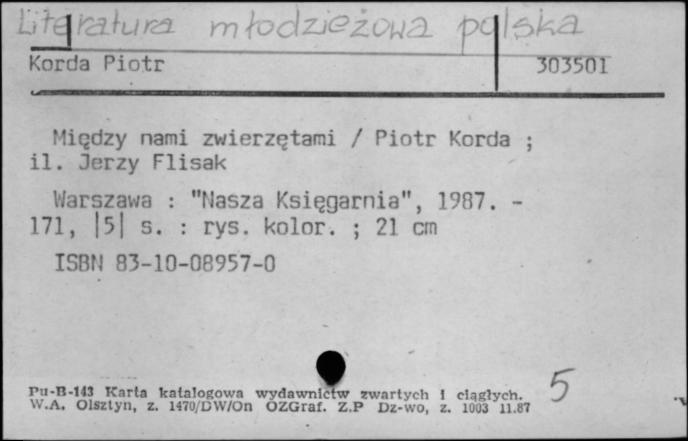 Literatura młodzieżowa polska
Korda Piotr 303501
Między nami zwierzętami / Piotr Korda ;
il. Jerzy Flisak
Warszawa : "Nasza Księgarnia", 1987. -
171, |5| s. : rys. kolor. ; 21 cm
ISBN 83-10-08957-0
Pu-B-143 Karta katalogowa wydawnictw zwartych i ciągłych. 5
W.A. Olsztyn, z. 1470/DW/On OZGraf. Z.P Dz-wo, z. 1003 11.87